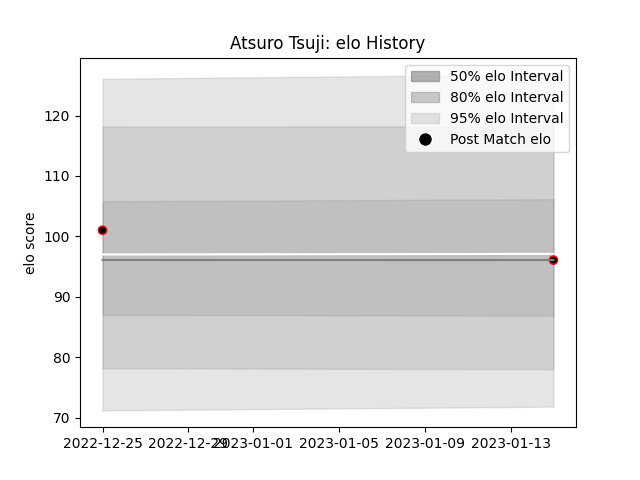 Atsuro Tsuji: elo History
50% elo Interval
80% elo Interval
95% elo Interval
Post Match elo
elo score
120
110
100
90
80
70
2022-12-25 2022-12-29 2023-01-01 2023-01-05 2023-01-09 2023-01-13